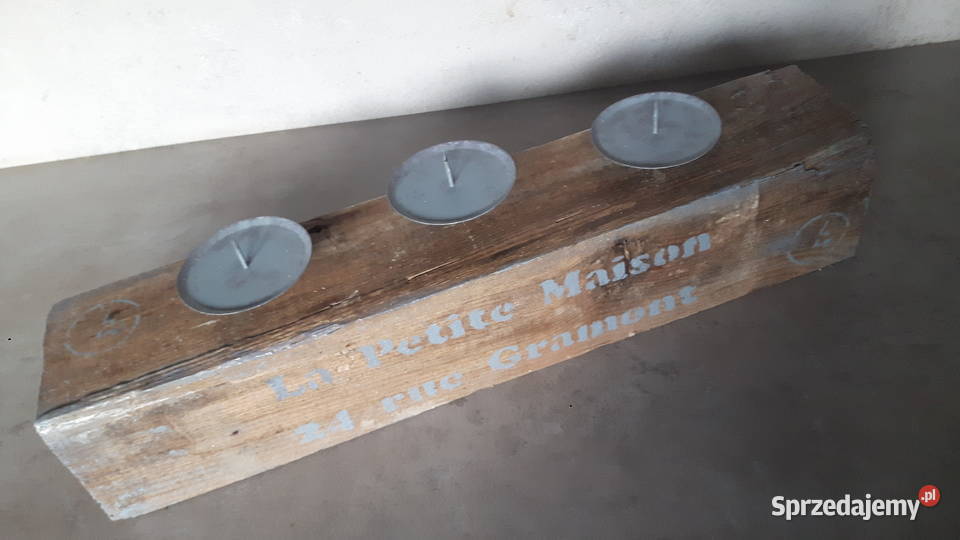 La Petite Maison
34, rue Gramont
Sprzedajemy.pl